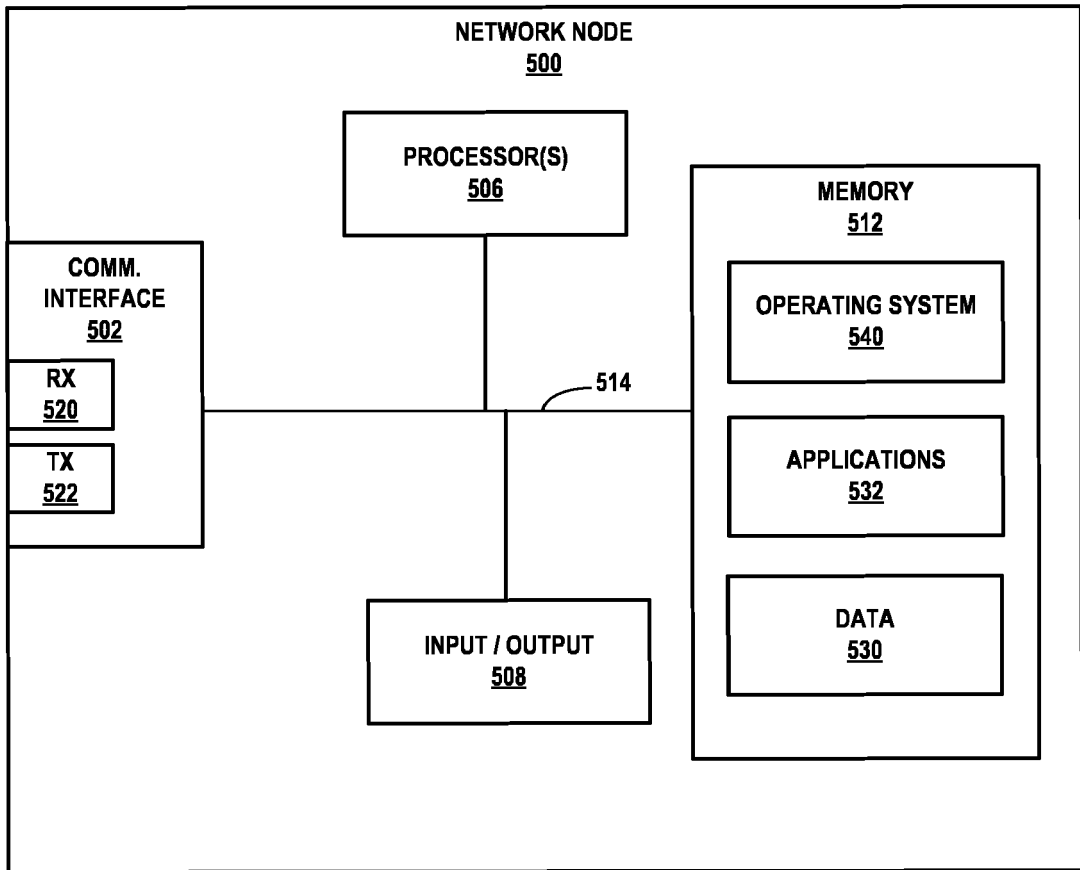 NETWORK NODE
500
PROCESSOR(S)
506
MEMORY
512
COMM.
INTERFACE
502
OPERATING SYSTEM
540
RX
520
514
TX
522
APPLICATIONS
532
INPUT / OUTPUT
508
DATA
530